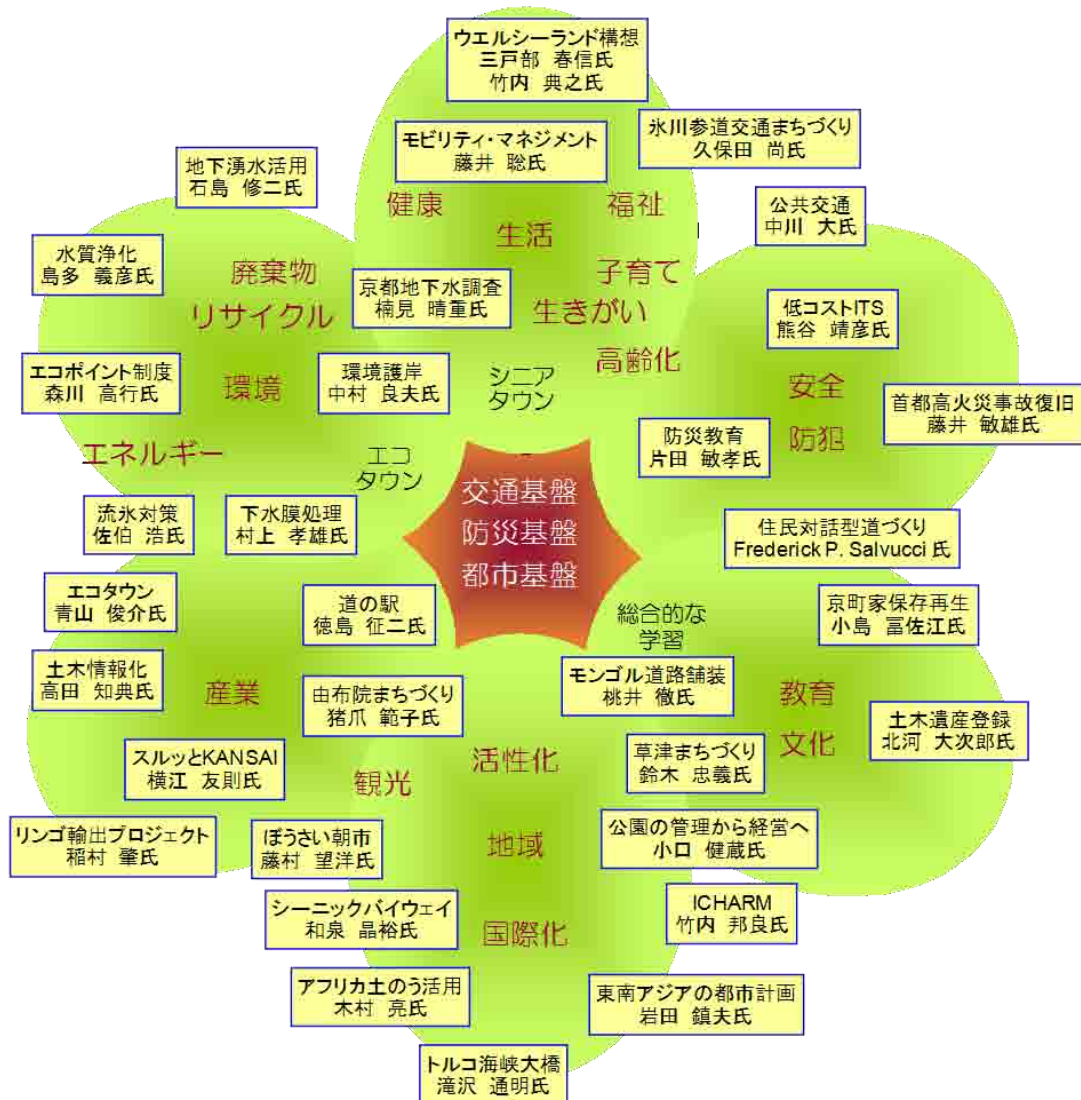 ウエルシーランド構想
三戸部 春信氏
竹内 典之氏
モビリティ・マネジメント
藤井 聡氏
氷川参道交通まちづくり
久保田 尚氏
地下湧水活用
石島 修二氏
健康
福祉
生活
公共交通
中川 大氏
水質浄化
島多 義彦氏
廃棄物
リサイクル
京都地下水調査
楠見 晴重氏
子育て
生きがい
高齢化
低コストITS
熊谷 靖彦氏
エコポイント制度
森川 高行氏
環境
環境護岸
中村 良夫氏
シニア
タウン
安全
防犯
首都高火災事故復旧
藤井 敏雄氏
エネルギー
エコ
タウン
防災教育
片田 敏孝氏
交通基盤
防災基盤
都市基盤
流氷対策
佐伯 浩氏
下水膜処理
村上 孝雄氏
住民対話型道づくり
Frederick P. Salvucci 氏
エコタウン
青山 俊介氏
道の駅
徳島 征二氏
総合的な
学習
京町家保存再生
小島 冨佐江氏
土木情報化
高田 知典氏
産業
由布院まちづくり
猪爪 範子氏
モンゴル道路舗装
桃井 徹氏
教育
文化
土木遺産登録
北河 大次郎氏
スルッとKANSAI
横江 友則氏
観光
活性化
草津まちづくり
鈴木 忠義氏
リンゴ輸出プロジェクト
稲村 肇氏
ぼうさい朝市
藤村 望洋氏
地域
公園の管理から経営へ
小口 健蔵氏
シーニックバイウェイ
和泉 晶裕氏
国際化
ICHARM
竹内 邦良氏
アフリカ土のう活用
木村 亮氏
東南アジアの都市計画
岩田 鎮夫氏
トルコ海峡大橋
滝沢 通明氏